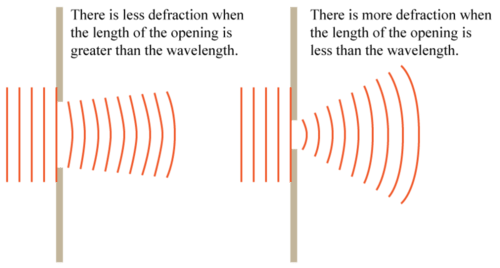 There is less defraction when
the length of the opening is
greater than the wavelength.
There is more defraction when
the length of the opening is
less than the wavelength.